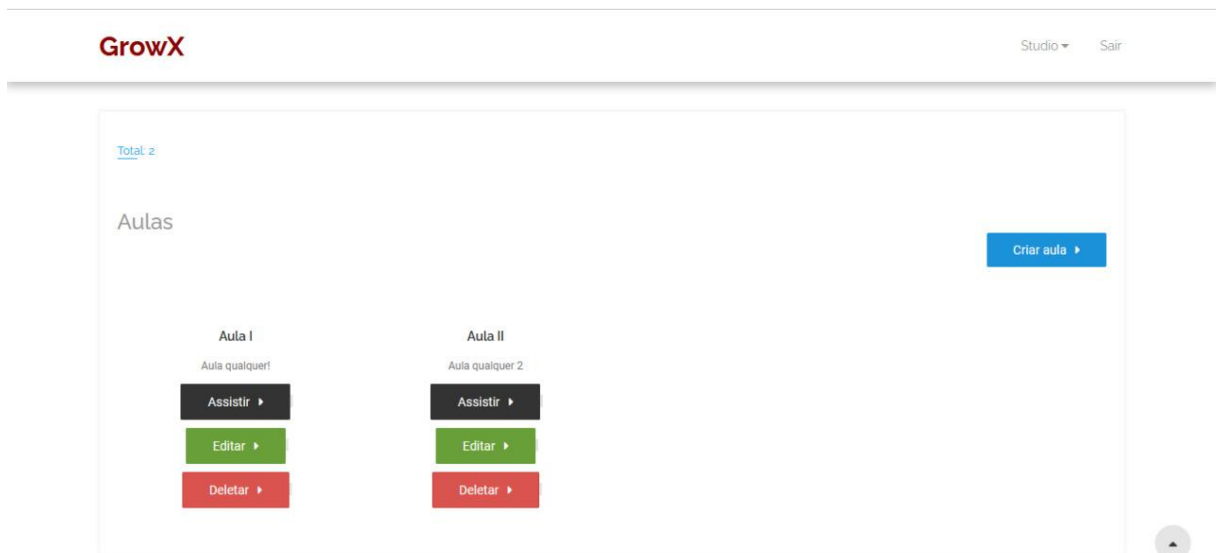 GrowX
Studio Sair
Total: 2
Aulas
Criar aula
Aula I Aula II
Aula qualquer! Aula qualquer 2
Assistir Assistir
Editar Editar
Deletar Deletar